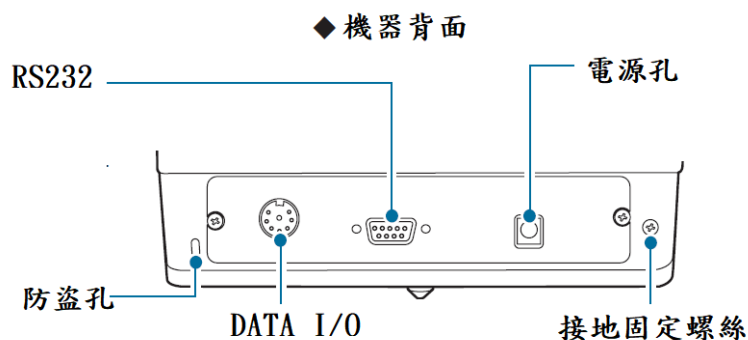 ◆機器背面
RS232
電源孔
防盜孔
DATA I/O
接地固定螺絲